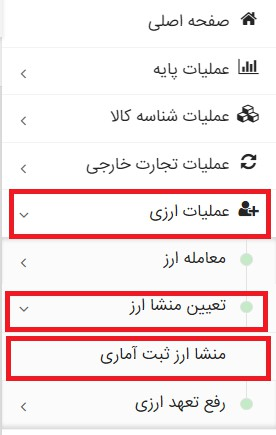 صفحه اصلی
عملیات پایه
عملیات شناسه کالا
عملیات تجارت خارجی
عملیات ارزی
معامله ارز
تعیین منشا ارز
منشا ارز ثبت آماری
رفع تعهد ارزی